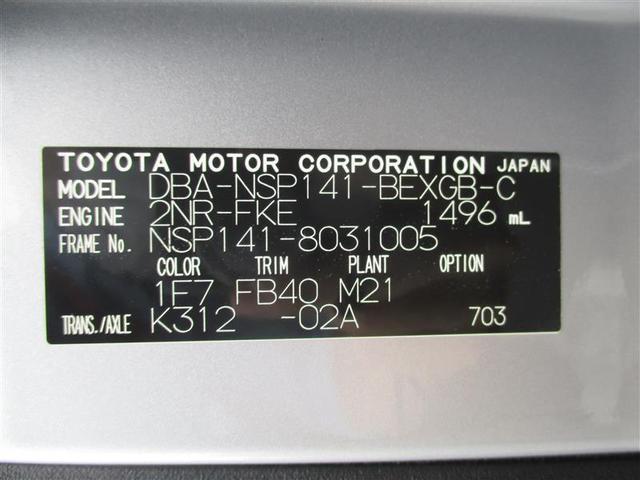 TOYOTA MOTOR CORPORATION JAPAN
MODEL DBA-NSP141-BEXGB-C
ENGINE 2NR-FKE 1496 mL
FRAME No. NSP141-8031005
COLOR TRIM PLANT OPTION
1F7 FB40 M21
TRANS./AXLE K312 -02A 703